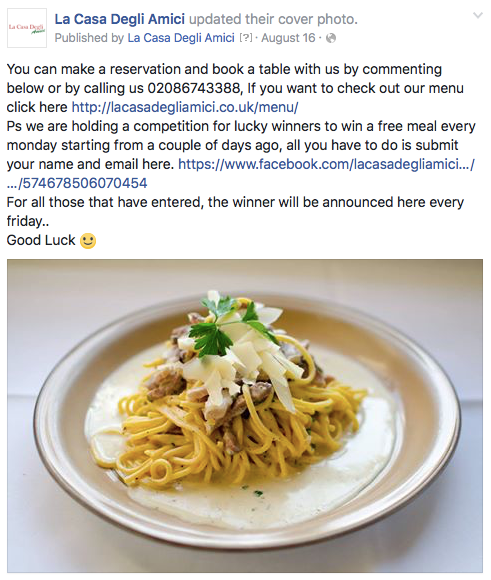 La Casa Degli Amici updated their cover photo.
Published by La Casa Degli Amici [?] · August 16 ·
You can make a reservation and book a table with us by commenting
below or by calling us 02086743388, If you want to check out our menu
click here http://lacasadegliamici.co.uk/menu/
Ps we are holding a competition for lucky winners to win a free meal every
monday starting from a couple of days ago, all you have to do is submit
your name and email here. https://www.facebook.com/lacasadegliamici.../
.../574678506070454
For all those that have entered, the winner will be announced here every
friday..
Good Luck 🙂
La Casa Degli
Amici